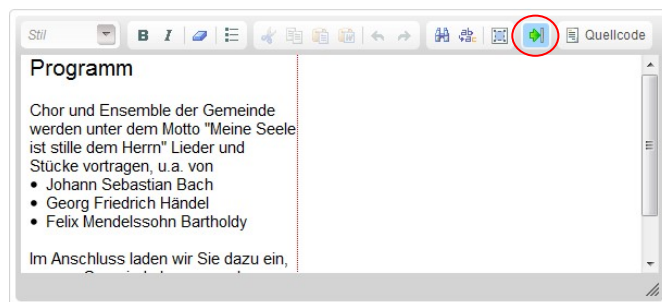 Stil B I Quellcode
Programm
Chor und Ensemble der Gemeinde
werden unter dem Motto "Meine Seele
ist stille dem Herrn" Lieder und
Stücke vortragen, u.a. von
• Johann Sebastian Bach
• Georg Friedrich Händel
• Felix Mendelssohn Bartholdy
Im Anschluss laden wir Sie dazu ein,